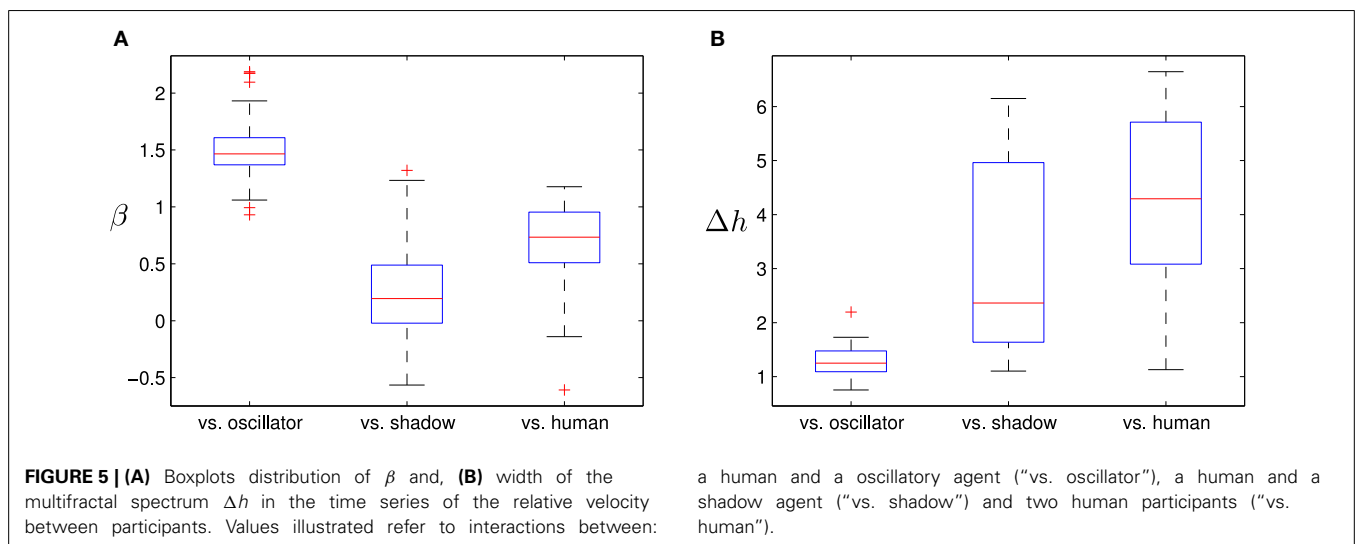 A
B
2
1.5
1
0.5
0
−0.5
β
vs. oscillator
vs. shadow
vs. human
6
5
4
3
2
1
Δh
vs. oscillator
vs. shadow
vs. human
FIGURE 5 | (A) Boxplots distribution of β and, (B) width of the
multifractal spectrum Δh in the time series of the relative velocity
between participants. Values illustrated refer to interactions between:
a human and a oscillatory agent (“vs. oscillator”), a human and a
shadow agent (“vs. shadow”) and two human participants (“vs.
human”).